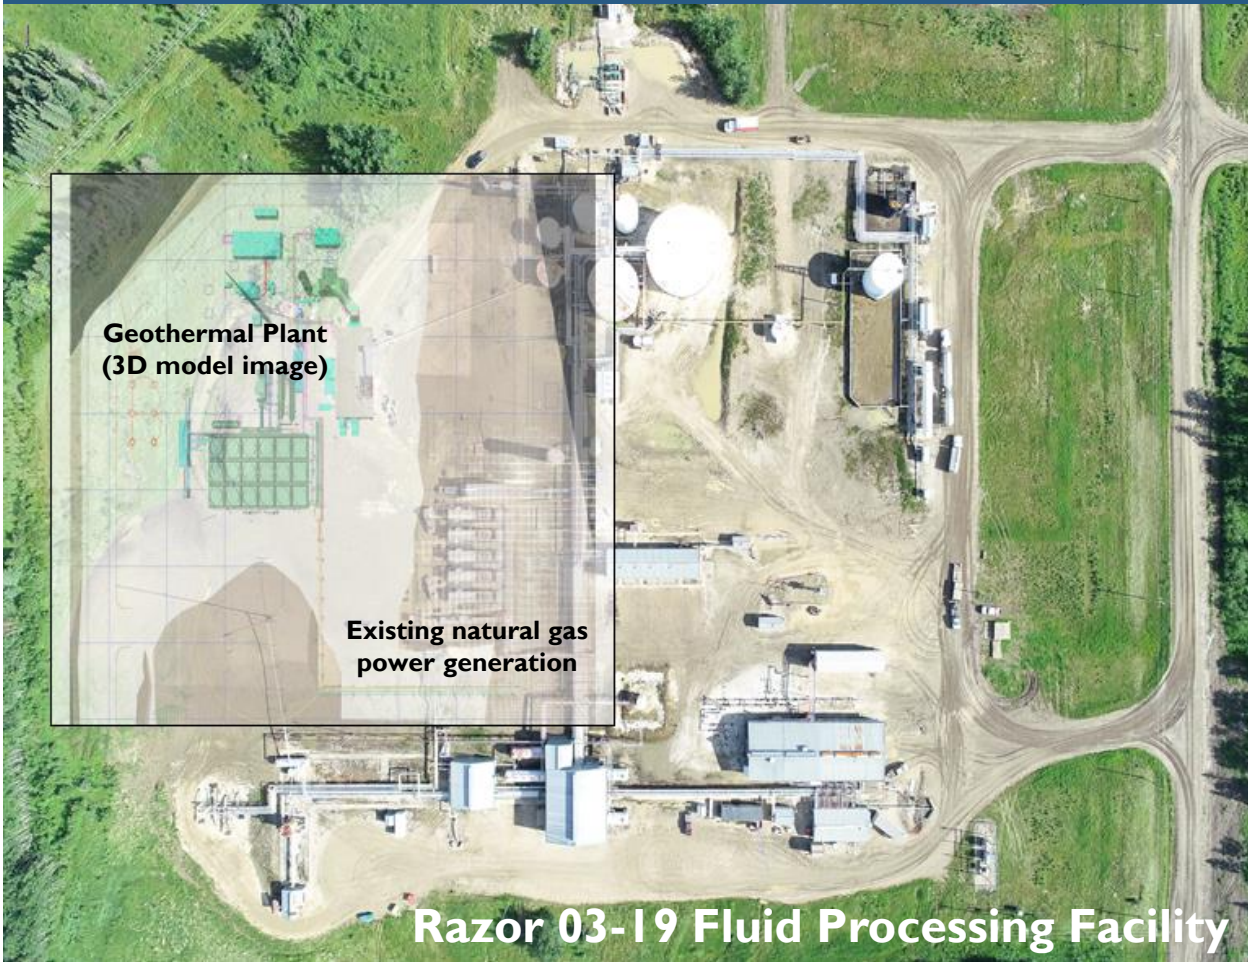 Geothermal Plant
(3D model image)
Existing natural gas
power generation
Razor 03-19 Fluid Processing Facility